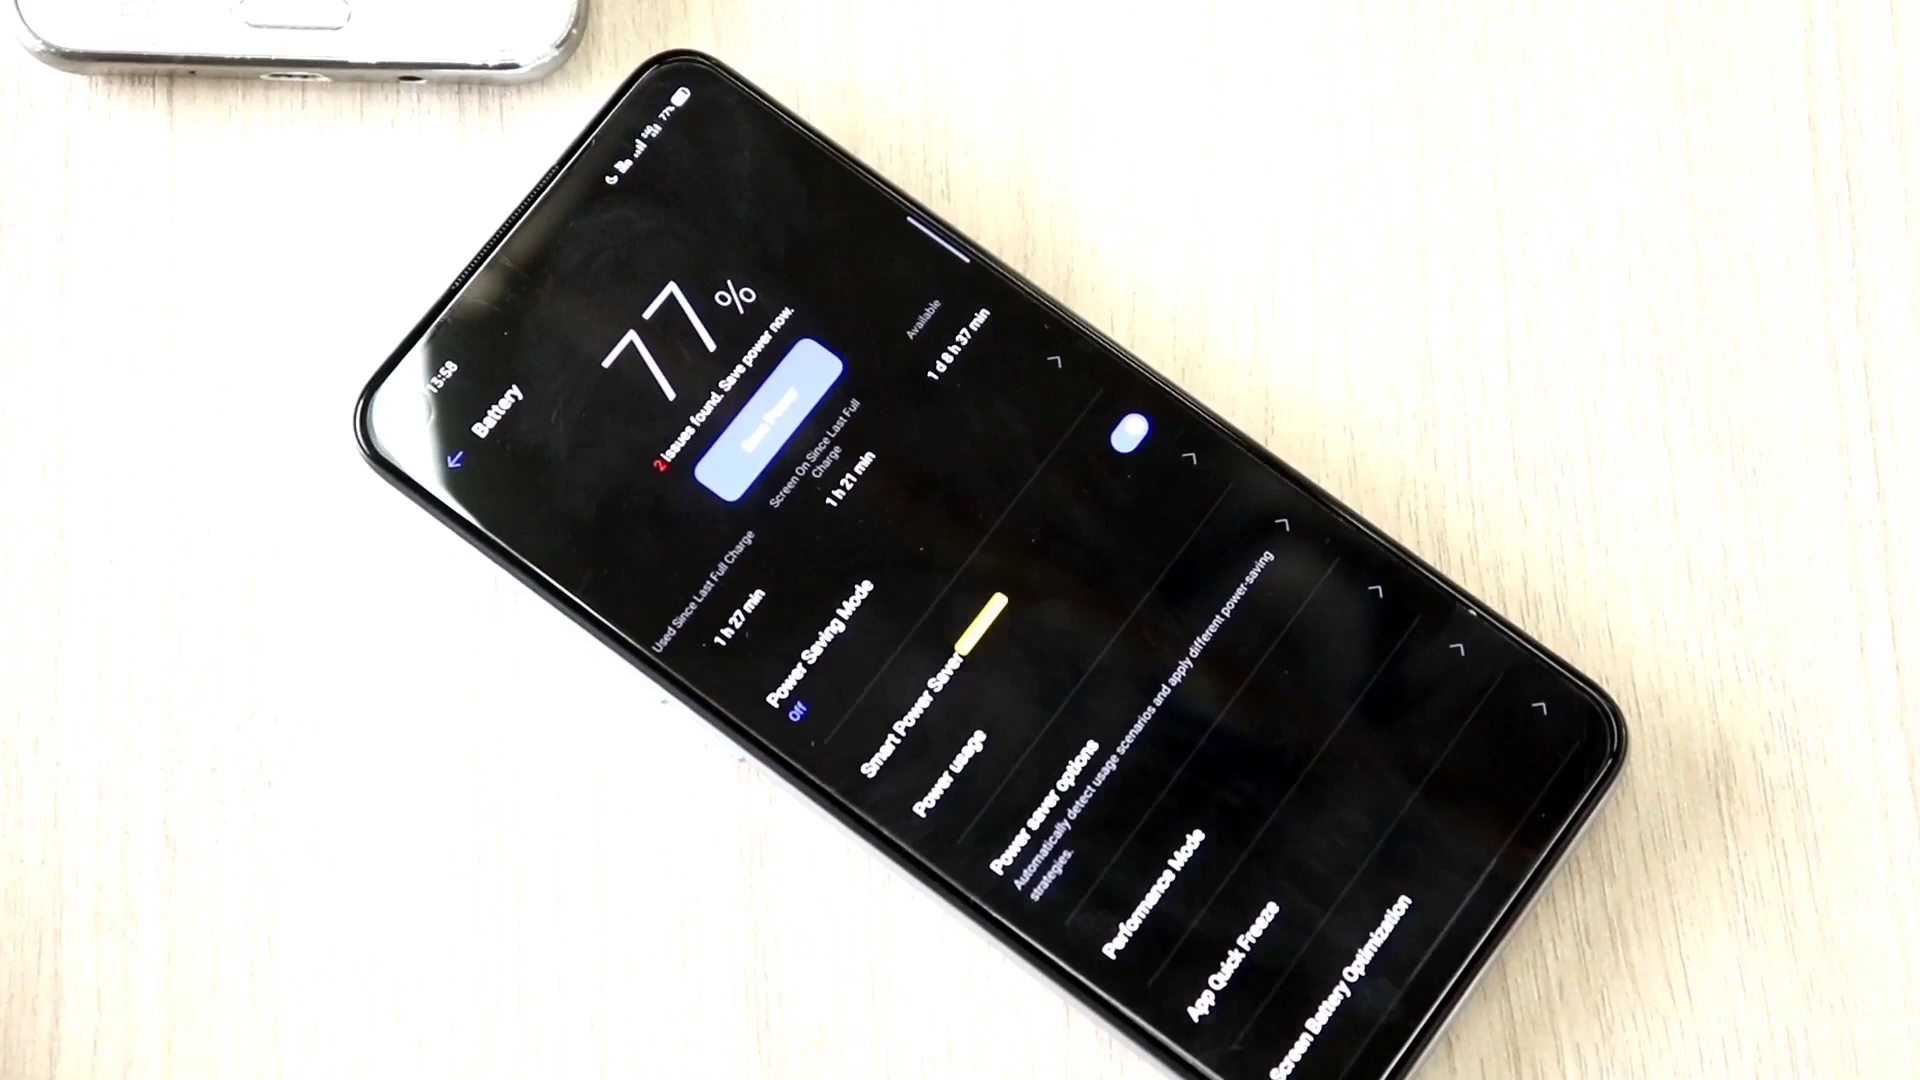 13:58
77%
Battery
77%
2 issues found. Save power now.
Save Power
Used Since Last Full Charge
1 h 27 min
Screen On Since Last Full
Charge
1 h 21 min
Available
1 d 8 h 37 min
Power Saving Mode
Off
Smart Power Saver
Power usage
Power saver options
Automatically detect usage scenarios and apply different power-saving
strategies.
Performance Mode
App Quick Freeze
Screen Battery Optimization